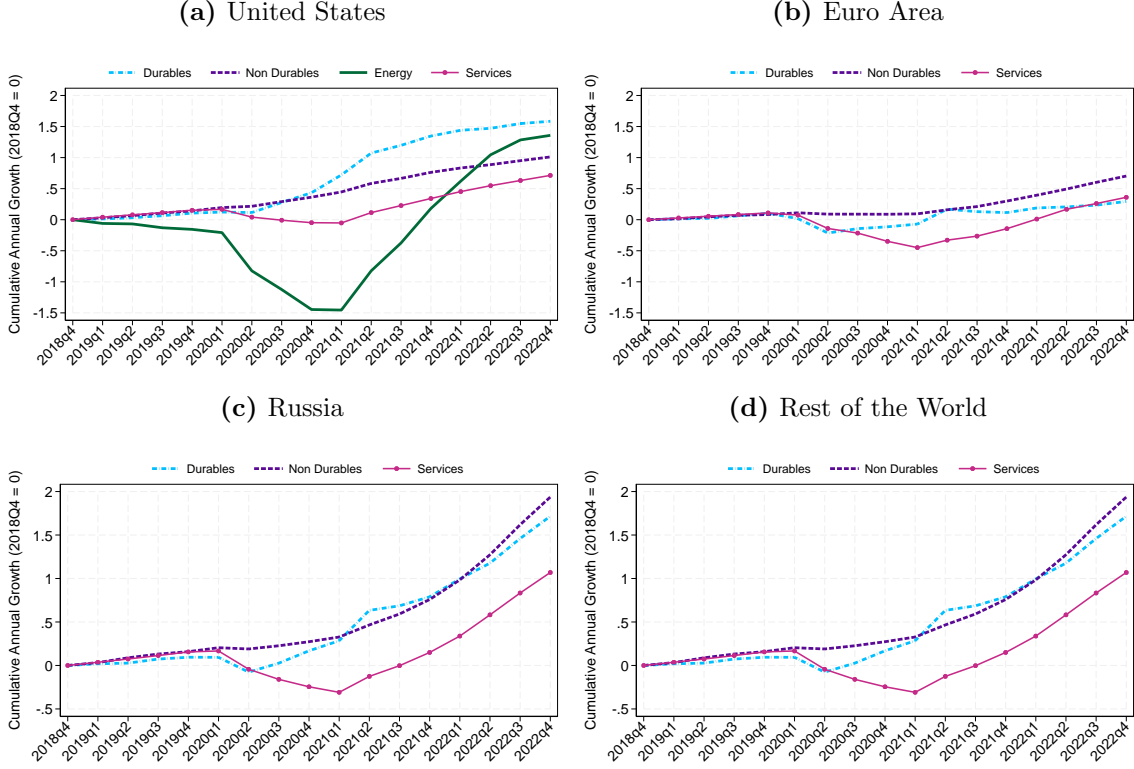 (a) United States
Durables Non Durables Energy Services
Cumulative Annual Growth (2018Q4 = 0)
2
1.5
1
.5
0
-.5
-1
-1.5
2018q4 2019q1 2019q2 2019q3 2019q4 2020q1 2020q2 2020q3 2020q4 2021q1 2021q2 2021q3 2021q4 2022q1 2022q2 2022q3 2022q4
(b) Euro Area
Durables Non Durables Services
Cumulative Annual Growth (2018Q4 = 0)
2
1.5
1
.5
0
-.5
-1
-1.5
2018q4 2019q1 2019q2 2019q3 2019q4 2020q1 2020q2 2020q3 2020q4 2021q1 2021q2 2021q3 2021q4 2022q1 2022q2 2022q3 2022q4
(c) Russia
Durables Non Durables Services
Cumulative Annual Growth (2018Q4 = 0)
2
1.5
1
.5
0
-.5
2018q4 2019q1 2019q2 2019q3 2019q4 2020q1 2020q2 2020q3 2020q4 2021q1 2021q2 2021q3 2021q4 2022q1 2022q2 2022q3 2022q4
(d) Rest of the World
Durables Non Durables Services
Cumulative Annual Growth (2018Q4 = 0)
2
1.5
1
.5
0
-.5
2018q4 2019q1 2019q2 2019q3 2019q4 2020q1 2020q2 2020q3 2020q4 2021q1 2021q2 2021q3 2021q4 2022q1 2022q2 2022q3 2022q4